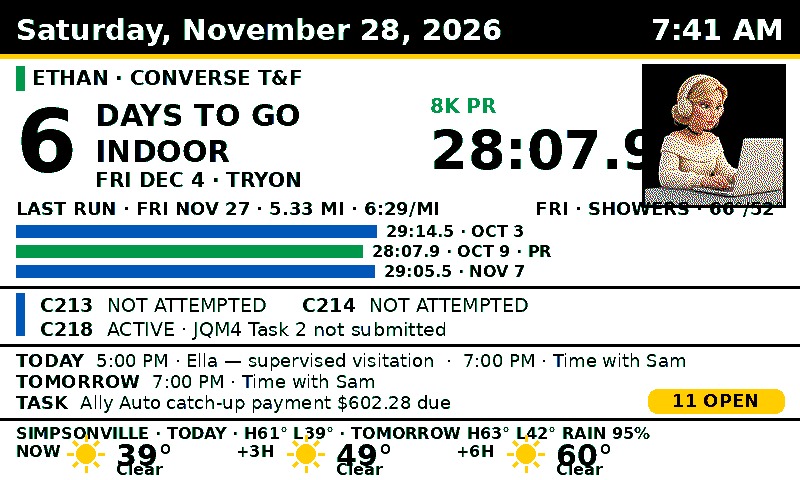 Saturday, November 28, 2026 7:41 AM
ETHAN · CONVERSE T&F
6 DAYS TO GO
INDOOR
FRI DEC 4 · TRYON
8K PR
28:07.9
LAST RUN · FRI NOV 27 · 5.33 MI · 6:29/MI FRI · SHOWERS · 66°/52°
29:14.5 · OCT 3
28:07.9 · OCT 9 · PR
29:05.5 · NOV 7
C213 NOT ATTEMPTED C214 NOT ATTEMPTED
C218 ACTIVE · JQM4 Task 2 not submitted
TODAY 5:00 PM · Ella — supervised visitation · 7:00 PM · Time with Sam
TOMORROW 7:00 PM · Time with Sam
TASK Ally Auto catch-up payment $602.28 due 11 OPEN
SIMPSONVILLE · TODAY · H61° L39° · TOMORROW H63° L42° RAIN 95%
NOW 39° +3H 49° +6H 60°
Clear Clear Clear